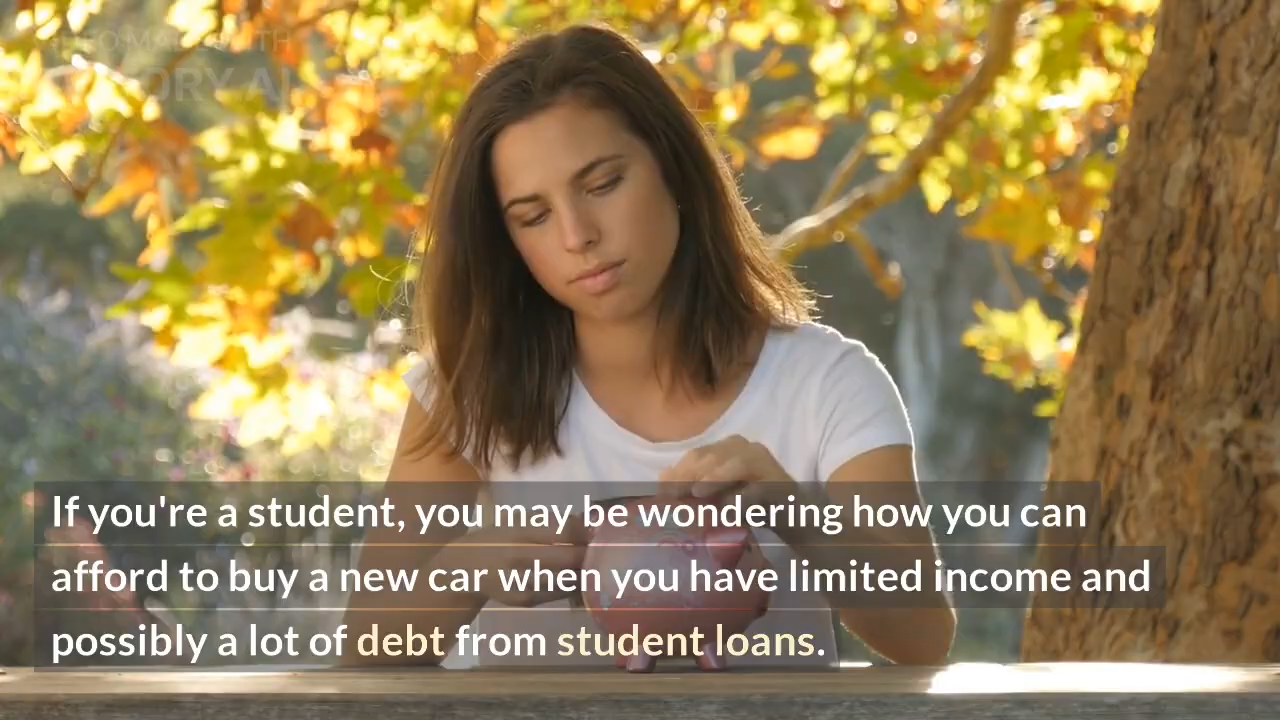 If you're a student, you may be wondering how you can
afford to buy a new car when you have limited income and
possibly a lot of debt from student loans.